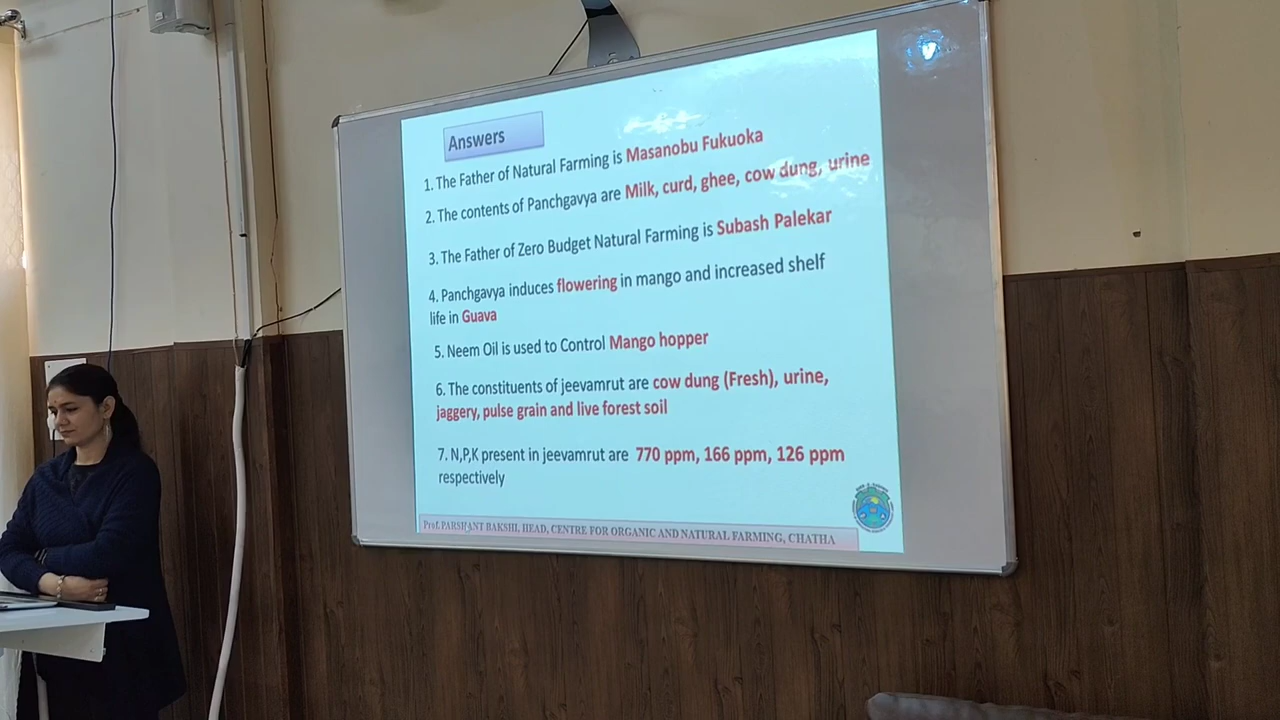 Answers
1. The Father of Natural Farming is Masanobu Fukuoka
2. The contents of Panchgavya are Milk, curd, ghee, cow dung, urine
3. The Father of Zero Budget Natural Farming is Subash Palekar
4. Panchgavya induces flowering in mango and increased shelf
life in Guava
5. Neem Oil is used to Control Mango hopper
6. The constituents of jeevamrut are cow dung (Fresh), urine,
jaggery, pulse grain and live forest soil
7. N,P,K present in jeevamrut are 770 ppm, 166 ppm, 126 ppm
respectively
Prof. PARSHANT BAKSHI, HEAD, CENTRE FOR ORGANIC AND NATURAL FARMING, CHATHA